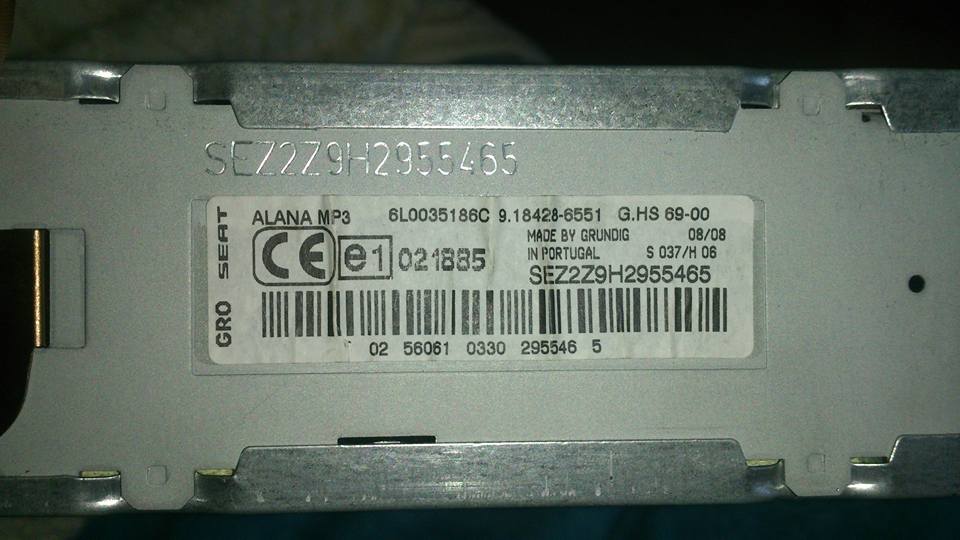 SEZ2Z9H2955465
GRO SEAT
ALANA MP3 6L0035186C 9.18428-6551 G.HS 69-00
MADE BY GRUNDIG 08/08
IN PORTUGAL S 037/H 06
CE e1 021885
SEZ2Z9H2955465
02 56061 0330 295546 5